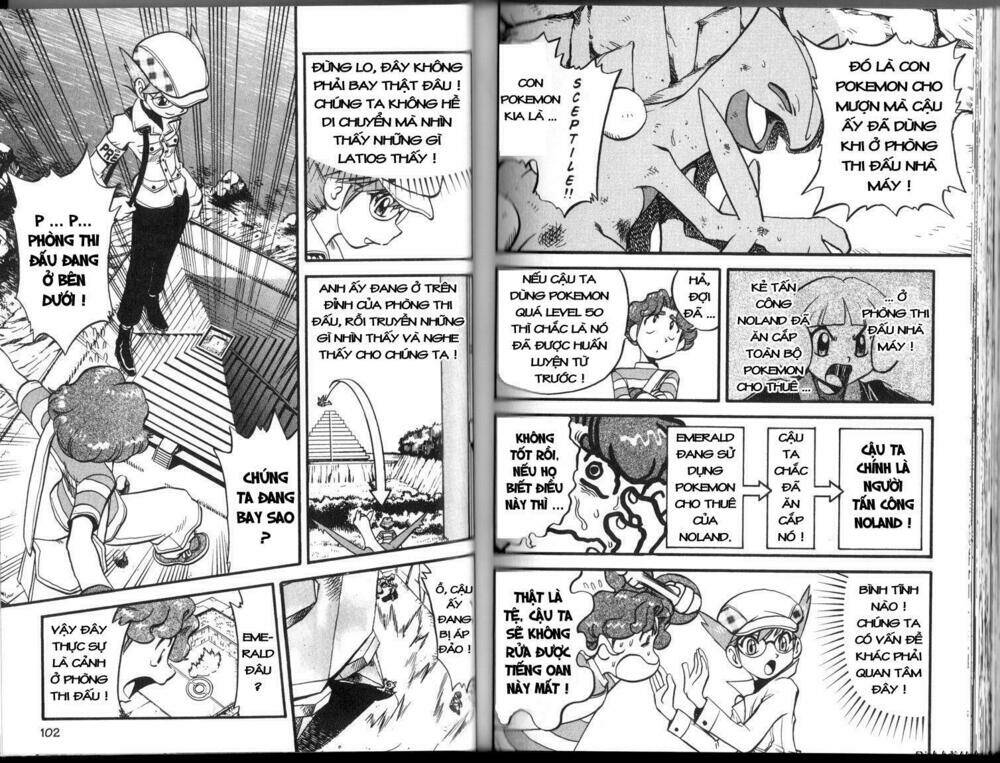 P ... P...
PHÒNG THI
ĐẤU ĐANG
Ở BÊN
DƯỚI !
PRE
CHÚNG
TA ĐANG
BAY SAO
?
ĐỪNG LO, ĐÂY KHÔNG
PHẢI BAY THẬT ĐÂU !
CHÚNG TA KHÔNG HỀ
DI CHUYỂN MÀ NHÌN
THẤY NHỮNG GÌ
LATIOS THẤY !
ANH ẤY ĐANG Ở TRÊN
ĐỈNH CỦA PHÒNG THI
ĐẤU, RỒI TRUYỀN NHỮNG
GÌ NHÌN THẤY VÀ NGHE
THẤY CHO CHÚNG TA !
VẬY ĐÂY
THỰC SỰ
LÀ CẢNH
Ở PHÒNG
THI ĐẤU !
EME-
RALD
ĐÂU
?
Ồ, CẬU
ẤY
ĐANG
BỊ ÁP
ĐẢO !
102
CON
POKEMON
KIA LÀ ...
SCEPTILE!!
ĐÓ LÀ CON
POKEMON CHO
MƯỢN MÀ CẬU
ẤY ĐÃ DÙNG
KHI Ở PHÒNG
THI ĐẤU NHÀ
MÁY !
NẾU CẬU TA
DÙNG POKEMON
QUÁ LEVEL 50
THÌ CHẮC LÀ NÓ
ĐÃ ĐƯỢC HUẤN
LUYỆN TỪ
TRƯỚC !
HẢ,
ĐỢI
ĐÃ ...
KẺ TẤN
CÔNG
NOLAND ĐÃ
ĂN CẮP
TOÀN BỘ
POKEMON
CHO THUÊ ...
... Ở
PHÒNG THI
ĐẤU NHÀ
MÁY !
KHÔNG
TỐT RỒI,
NẾU HỌ
BIẾT ĐIỀU
NÀY THÌ ...
EMERALD
ĐANG SỬ
DỤNG
POKEMON
CHO THUÊ
CỦA
NOLAND.
CẬU
TA
CHẮC
ĐÃ
ĂN
CẮP
NÓ !
CẬU TA
CHÍNH LÀ
NGƯỜI
TẤN CÔNG
NOLAND !
THẬT LÀ
TỆ, CẬU TA
SẼ KHÔNG
RỬA ĐƯỢC
TIẾNG OAN
NÀY MẤT !
BÌNH TĨNH
NÀO !
CHÚNG TA
CÓ VẤN ĐỀ
KHÁC PHẢI
QUAN TÂM
ĐÂY !